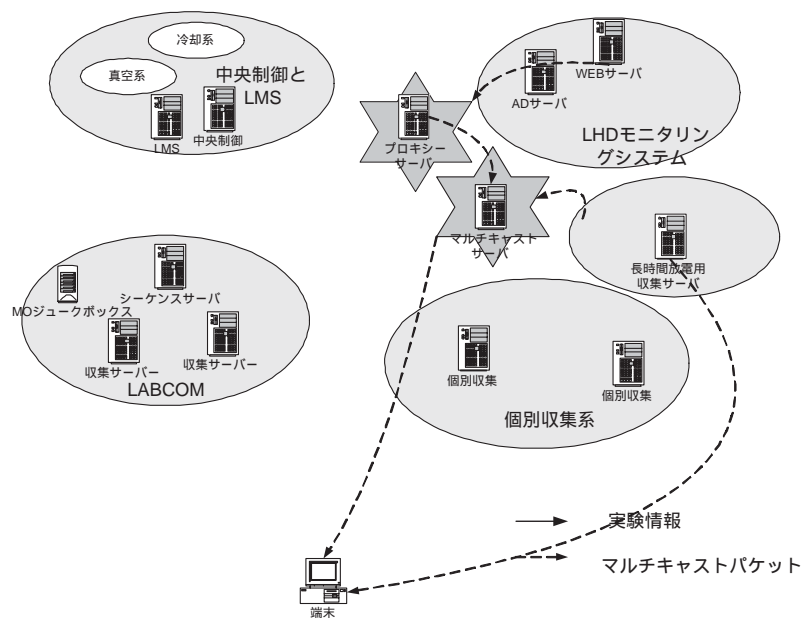 冷却系
真空系
中央制御と
LMS
LMS
中央制御
WEBサーバ
ADサーバ
LHDモニタリン
グシステム
プロキシー
サーバ
マルチキャスト
サーバ
長時間放電用
収集サーバ
シーケンスサーバ
MOジュークボックス
収集サーバー
収集サーバー
LABCOM
個別収集
個別収集
個別収集系
実験情報
マルチキャストパケット
端末